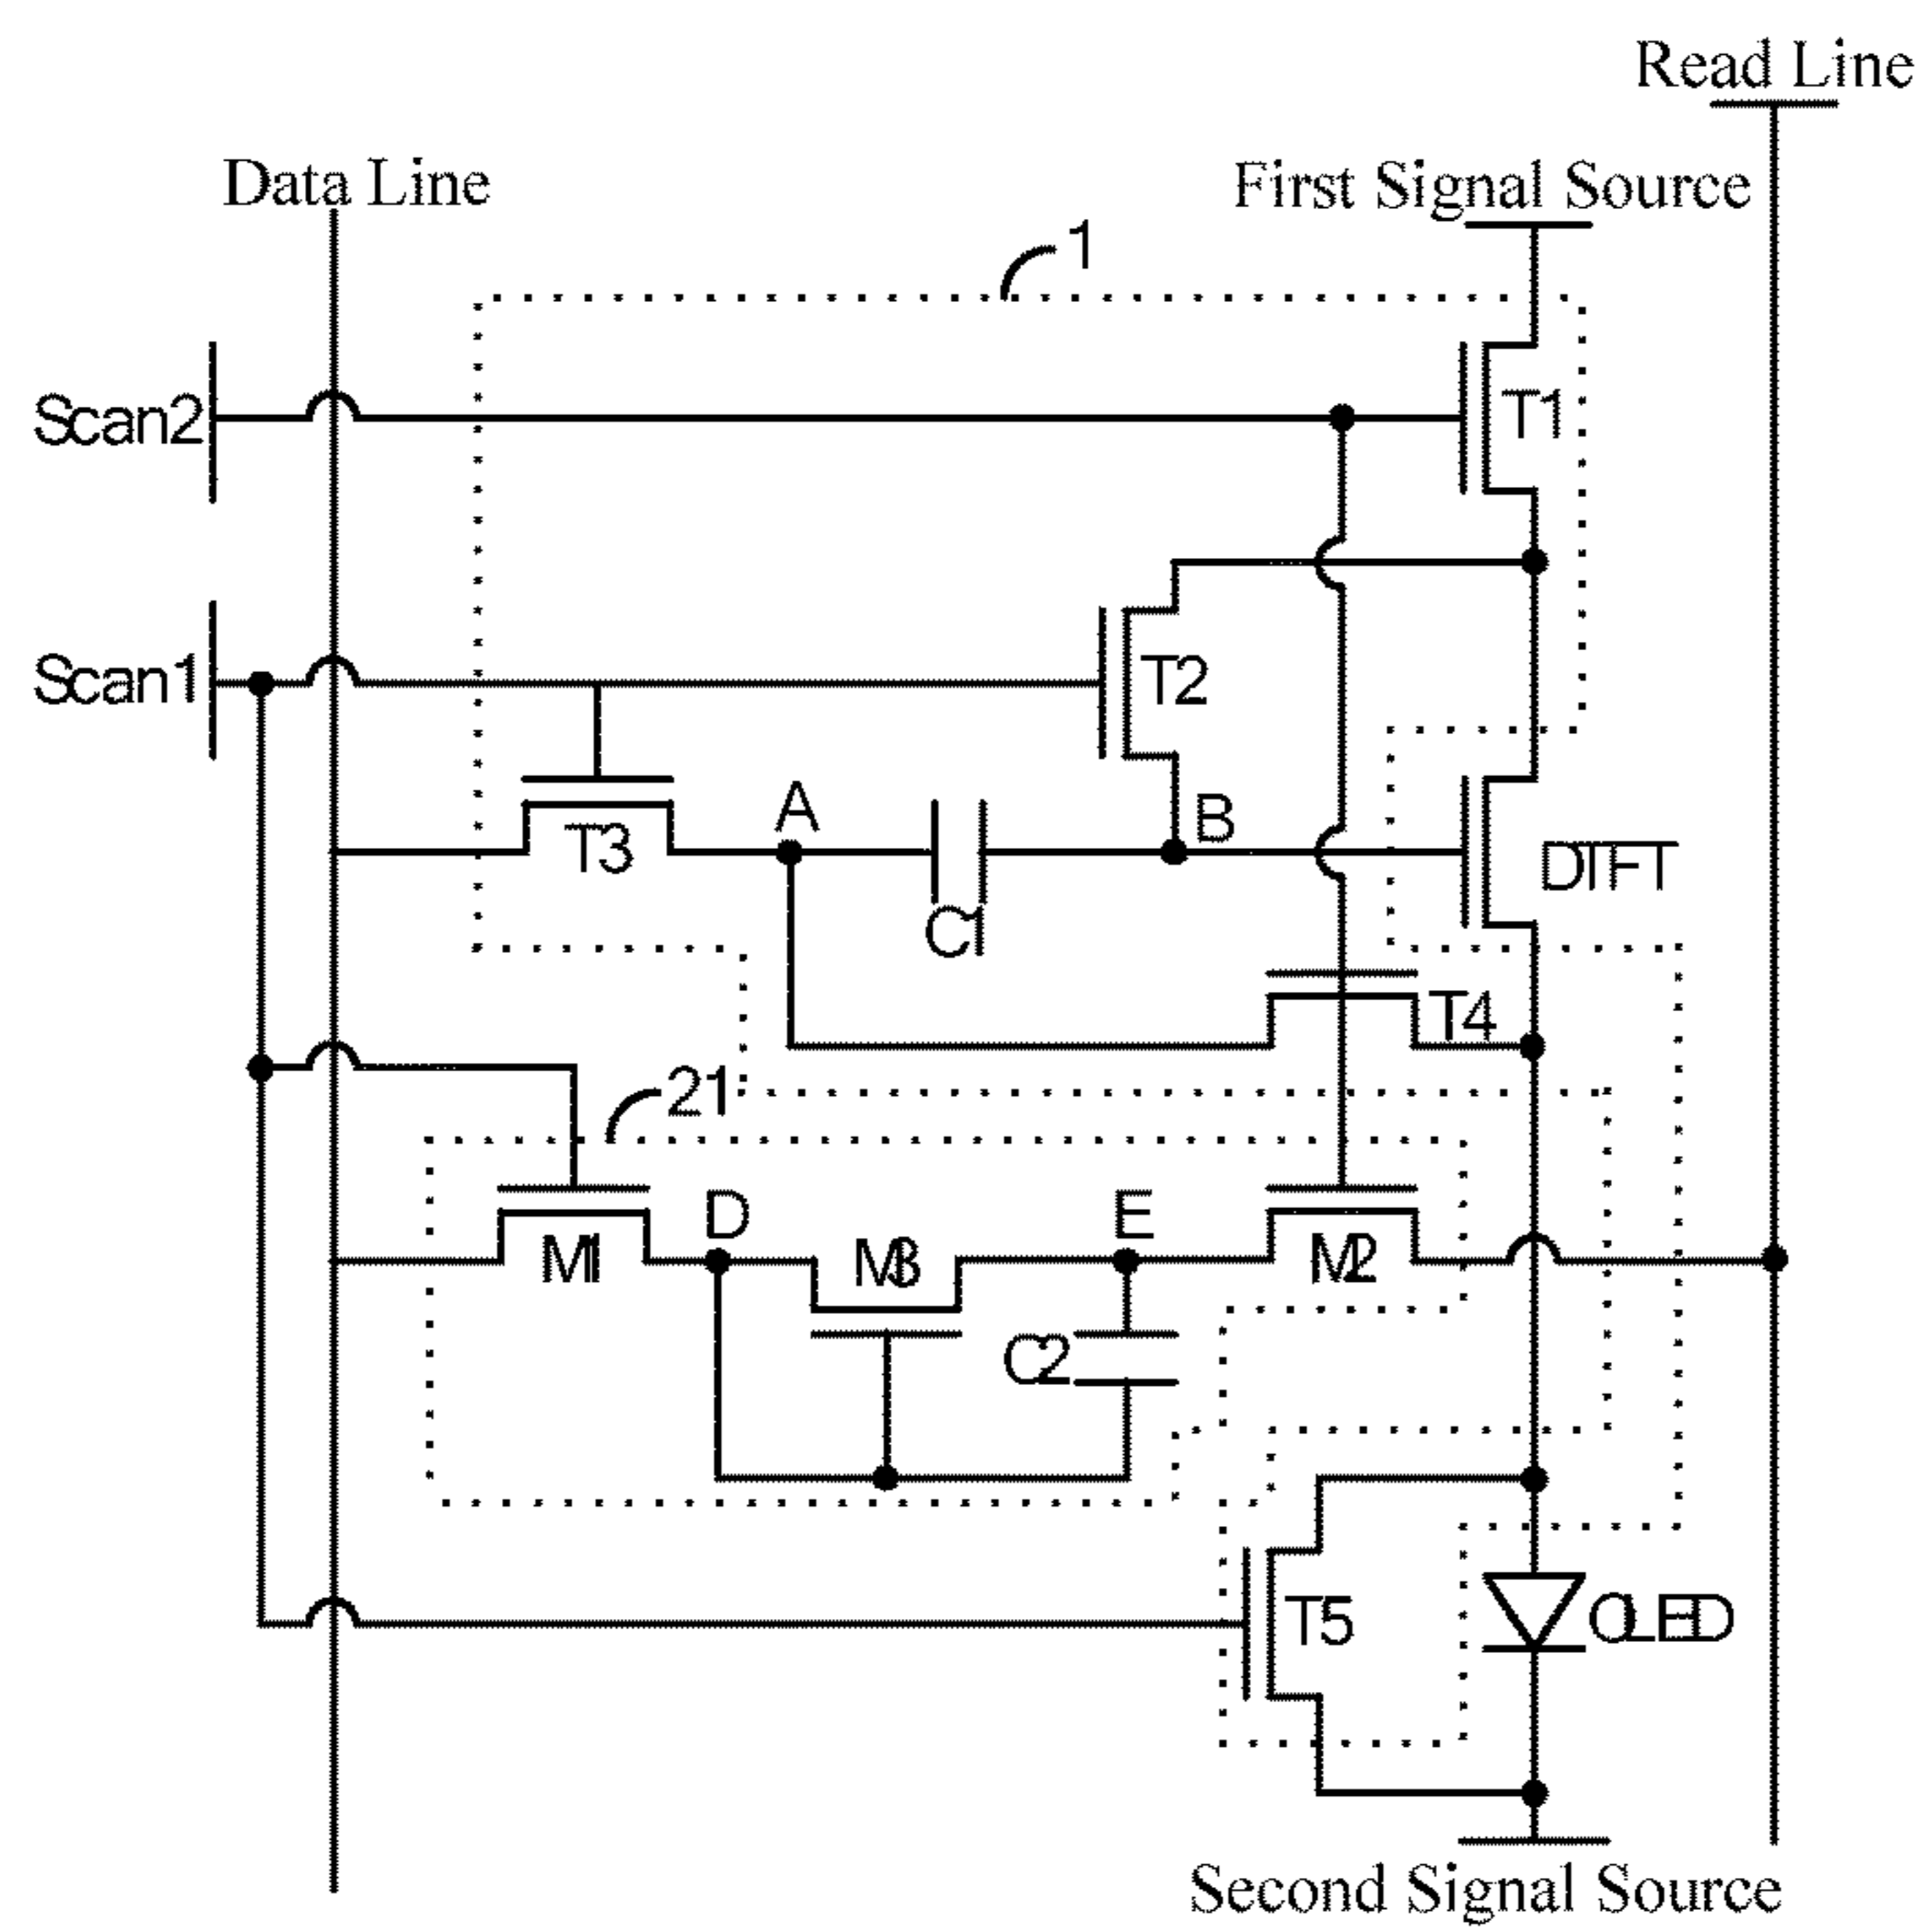 Read Line
Data Line
First Signal Source
1
Scan2
T1
Scan1
T2
A
B
T3
DTFT
C1
T4
21
D
E
M1
M3
M2
C2
T5
OLED
Second Signal Source